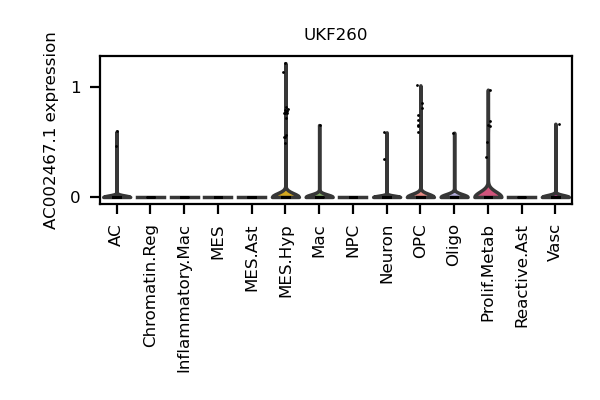 UKF260
AC002467.1 expression
1
0
AC
Chromatin.Reg
Inflammatory.Mac
MES
MES.Ast
MES.Hyp
Mac
NPC
Neuron
OPC
Oligo
Prolif.Metab
Reactive.Ast
Vasc